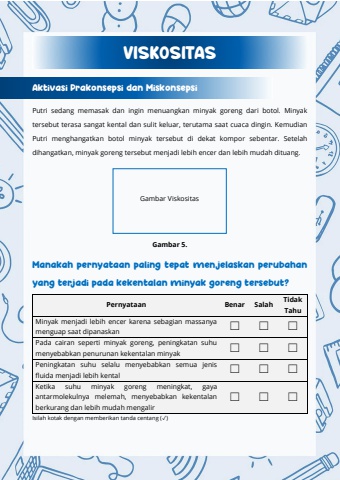 VISKOSITAS
Aktivasi Prakonsepsi dan Miskonsepsi
Putri sedang memasak dan ingin menuangkan minyak goreng dari botol. Minyak
tersebut terasa sangat kental dan sulit keluar, terutama saat cuaca dingin. Kemudian
Putri menghangatkan botol minyak tersebut di dekat kompor sebentar. Setelah
dihangatkan, minyak goreng tersebut menjadi lebih encer dan lebih mudah dituang.
Gambar Viskositas
Gambar 5.
Manakah pernyataan paling tepat menjelaskan perubahan
yang terjadi pada kekentalan minyak goreng tersebut?
Pernyataan Benar Salah Tidak
Tahu
Minyak menjadi lebih encer karena sebagian massanya
menguap saat dipanaskan
Pada cairan seperti minyak goreng, peningkatan suhu
menyebabkan penurunan kekentalan minyak
Peningkatan suhu selalu menyebabkan semua jenis
fluida menjadi lebih kental
Ketika suhu minyak goreng meningkat, gaya
antarmolekulnya melemah, menyebabkan kekentalan
berkurang dan lebih mudah mengalir
Isilah kotak dengan memberikan tanda centang (✓)